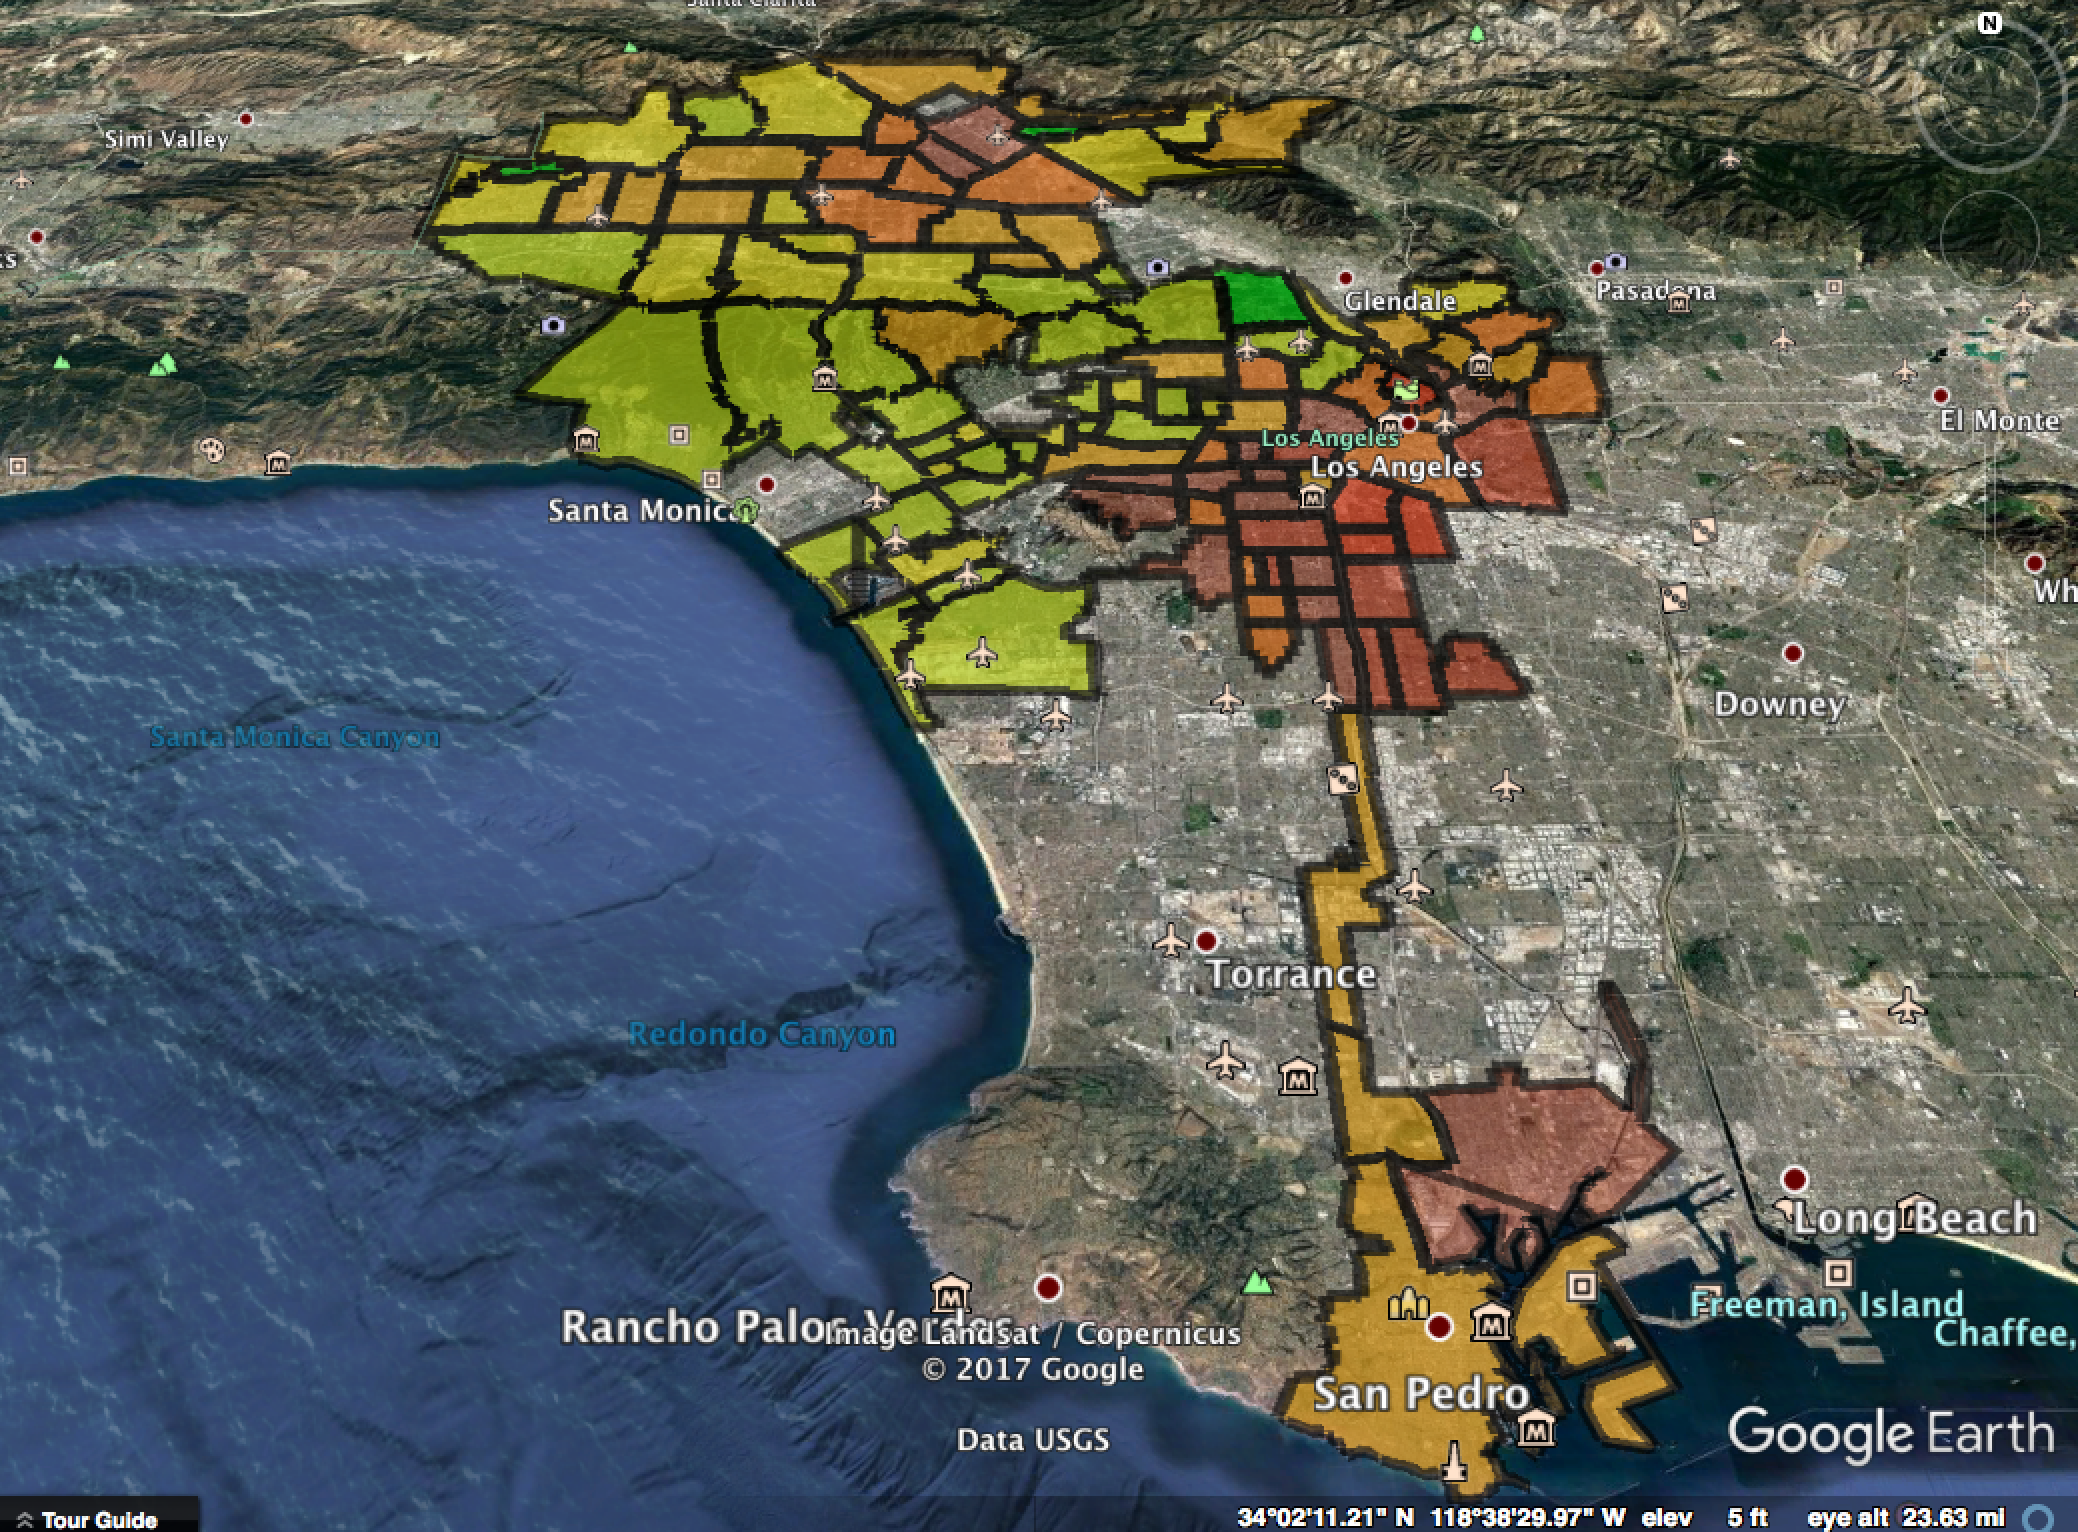 Santa Clarita
N
Simi Valley
ks
Glendale
Pasadena
El Monte
Los Angeles
Los Angeles
Santa Monica
Wh
Downey
Santa Monica Canyon
Torrance
Redondo Canyon
Long Beach
Freeman, Island
Chaffee,
Rancho Palos Verdes
Image Landsat / Copernicus
© 2017 Google
San Pedro
Data USGS
Google Earth
Tour Guide
34°02'11.21" N 118°38'29.97" W elev 5 ft eye alt 23.63 mi